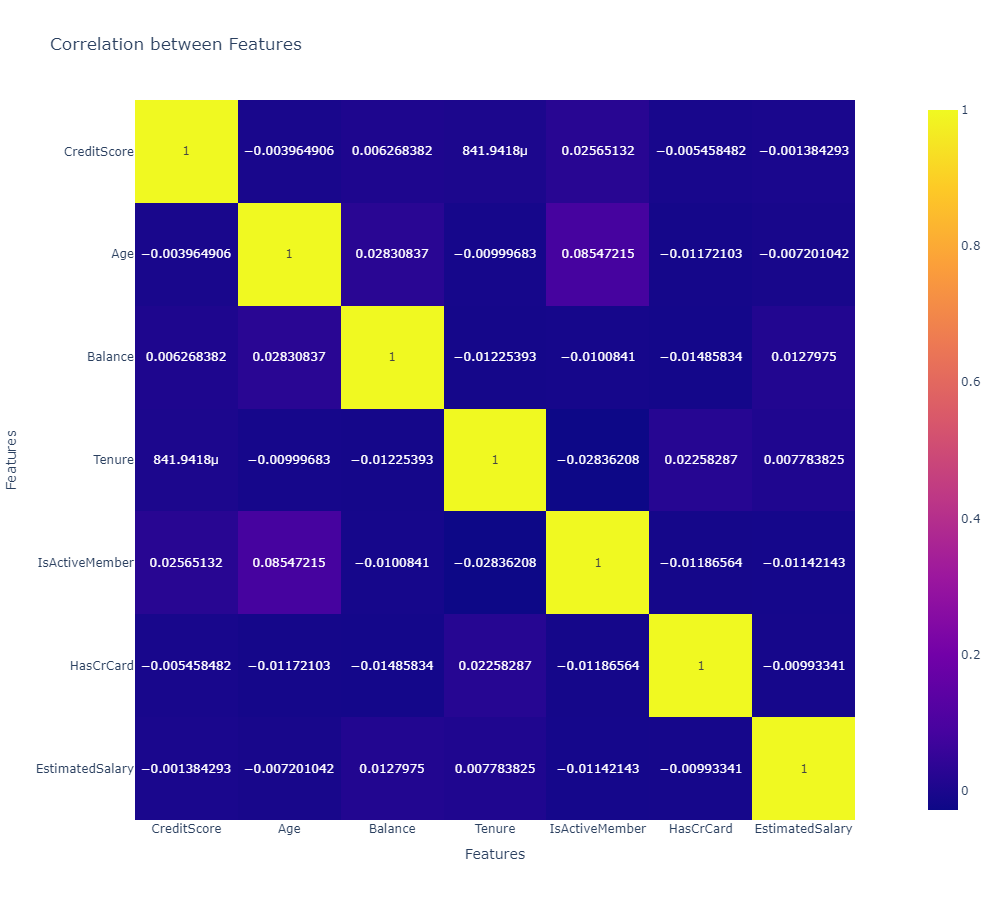 Correlation between Features
CreditScore 1 −0.003964906 0.006268382 841.9418μ 0.02565132 −0.005458482 −0.001384293
Age −0.003964906 1 0.02830837 −0.00999683 0.08547215 −0.01172103 −0.007201042
Balance 0.006268382 0.02830837 1 −0.01225393 −0.0100841 −0.01485834 0.0127975
Tenure 841.9418μ −0.00999683 −0.01225393 1 −0.02836208 0.02258287 0.007783825
IsActiveMember 0.02565132 0.08547215 −0.0100841 −0.02836208 1 −0.01186564 −0.01142143
HasCrCard −0.005458482 −0.01172103 −0.01485834 0.02258287 −0.01186564 1 −0.00993341
EstimatedSalary −0.001384293 −0.007201042 0.0127975 0.007783825 −0.01142143 −0.00993341 1
CreditScore Age Balance Tenure IsActiveMember HasCrCard EstimatedSalary
Features
Features
1
0.8
0.6
0.4
0.2
0